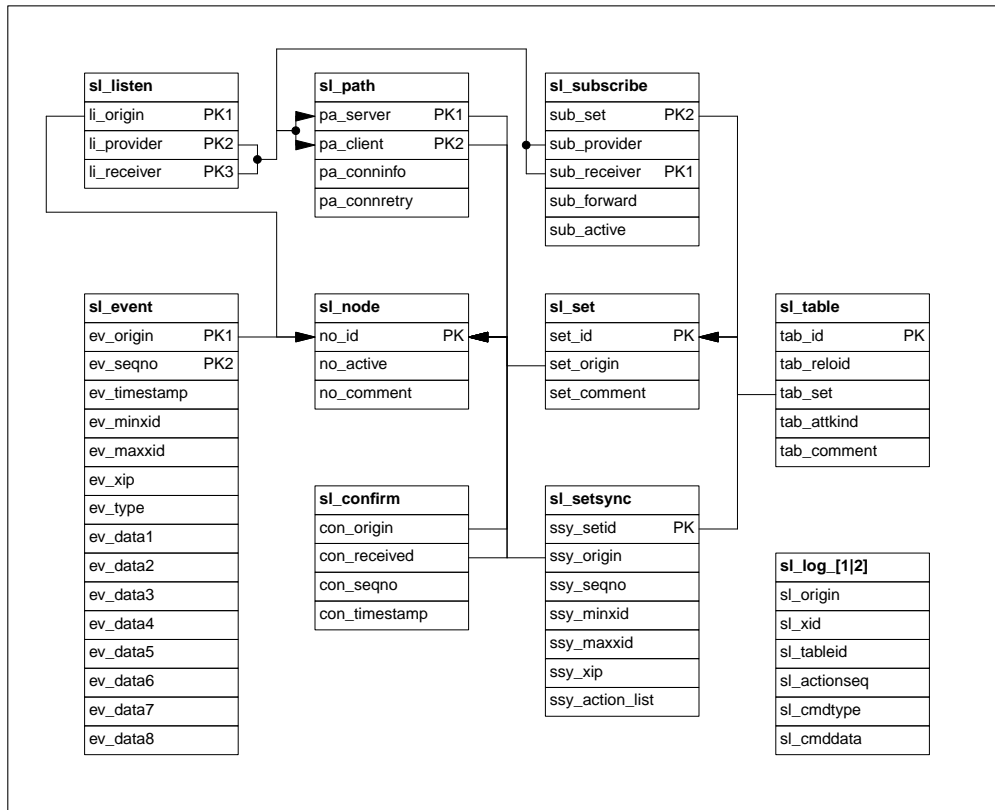 sl_listen
li_origin PK1
li_provider PK2
li_receiver PK3
sl_path
pa_server PK1
pa_client PK2
pa_conninfo
pa_connretry
sl_subscribe
sub_set PK2
sub_provider
sub_receiver PK1
sub_forward
sub_active
sl_event
ev_origin PK1
ev_seqno PK2
ev_timestamp
ev_minxid
ev_maxxid
ev_xip
ev_type
ev_data1
ev_data2
ev_data3
ev_data4
ev_data5
ev_data6
ev_data7
ev_data8
sl_node
no_id PK
no_active
no_comment
sl_set
set_id PK
set_origin
set_comment
sl_table
tab_id PK
tab_reloid
tab_set
tab_attkind
tab_comment
sl_confirm
con_origin
con_received
con_seqno
con_timestamp
sl_setsync
ssy_setid PK
ssy_origin
ssy_seqno
ssy_minxid
ssy_maxxid
ssy_xip
ssy_action_list
sl_log_[1|2]
sl_origin
sl_xid
sl_tableid
sl_actionseq
sl_cmdtype
sl_cmddata